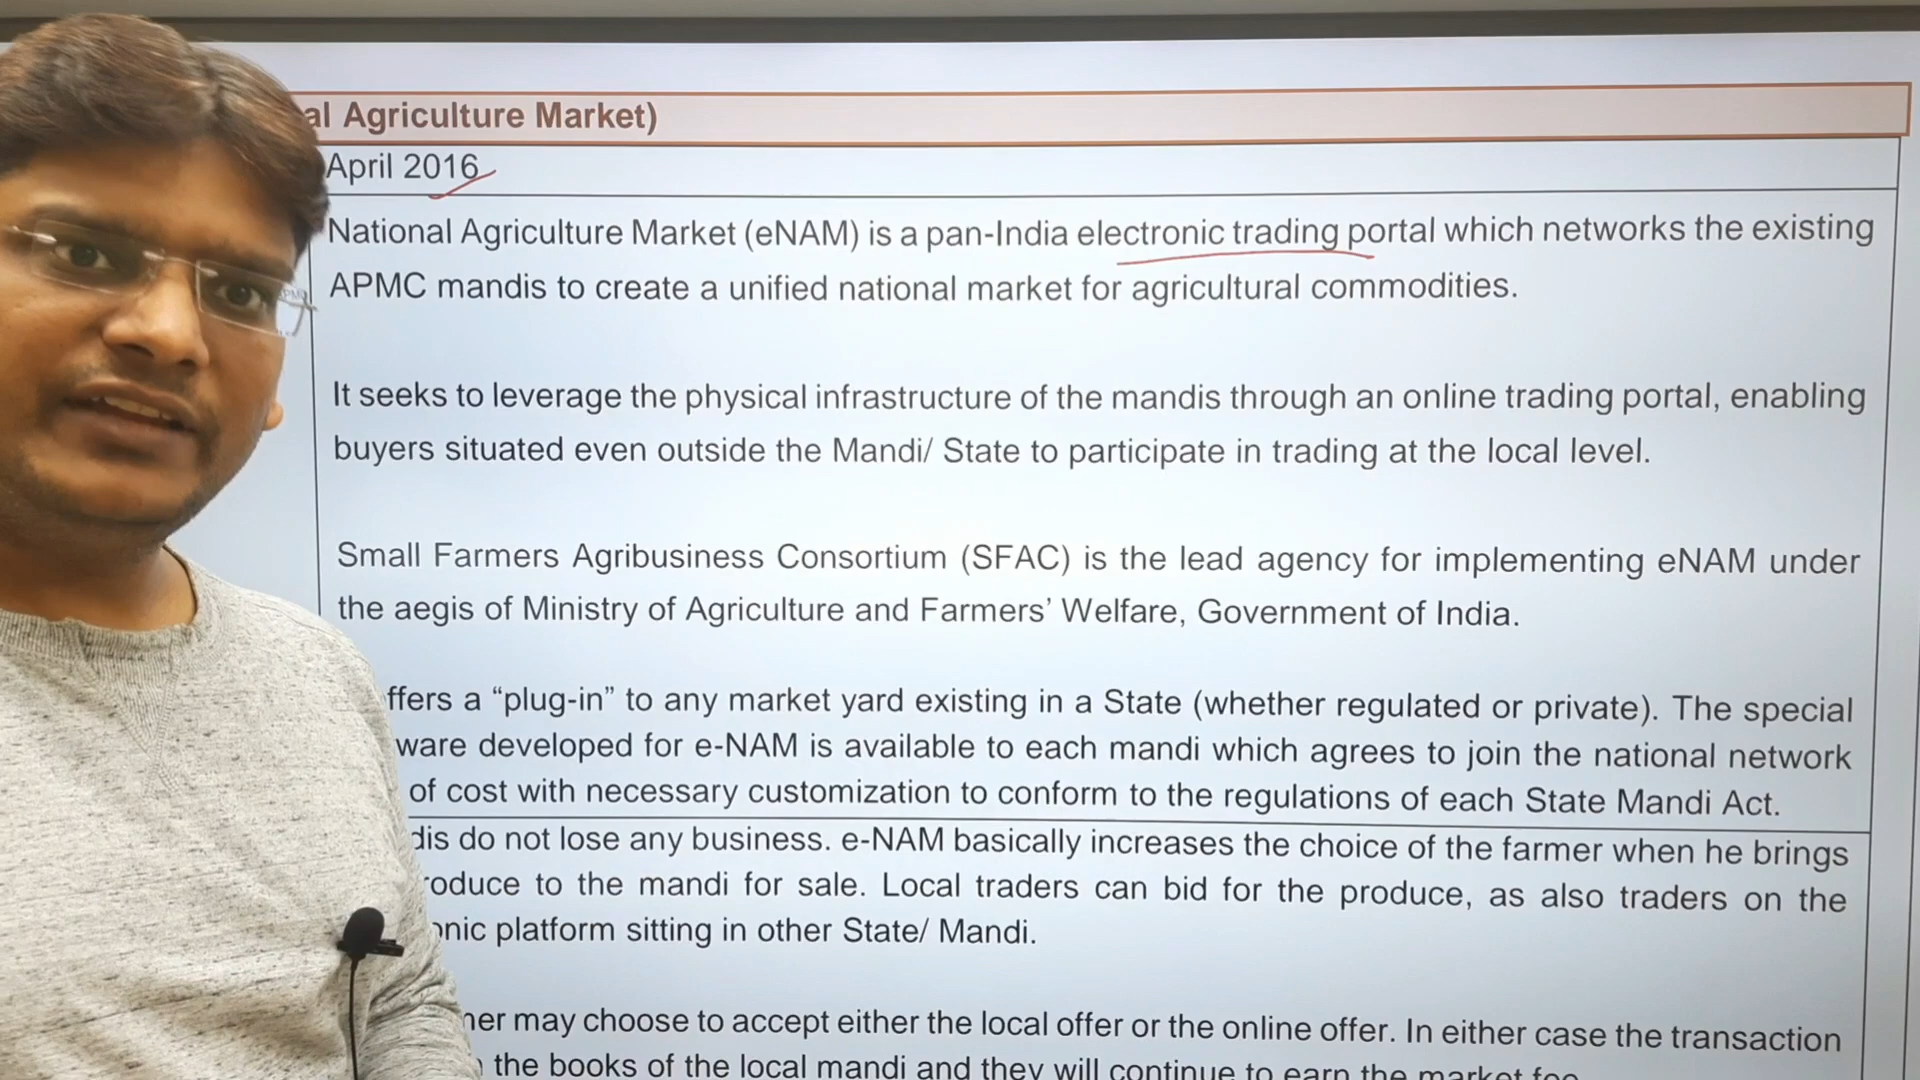 al Agriculture Market)
April 2016
National Agriculture Market (eNAM) is a pan-India electronic trading portal which networks the existing
APMC mandis to create a unified national market for agricultural commodities.
It seeks to leverage the physical infrastructure of the mandis through an online trading portal, enabling
buyers situated even outside the Mandi/ State to participate in trading at the local level.
Small Farmers Agribusiness Consortium (SFAC) is the lead agency for implementing eNAM under
the aegis of Ministry of Agriculture and Farmers’ Welfare, Government of India.
ffers a “plug-in” to any market yard existing in a State (whether regulated or private). The special
ware developed for e-NAM is available to each mandi which agrees to join the national network
of cost with necessary customization to conform to the regulations of each State Mandi Act.
dis do not lose any business. e-NAM basically increases the choice of the farmer when he brings
roduce to the mandi for sale. Local traders can bid for the produce, as also traders on the
onic platform sitting in other State/ Mandi.
ner may choose to accept either the local offer or the online offer. In either case the transaction
the books of the local mandi and they will continue to earn the market fee